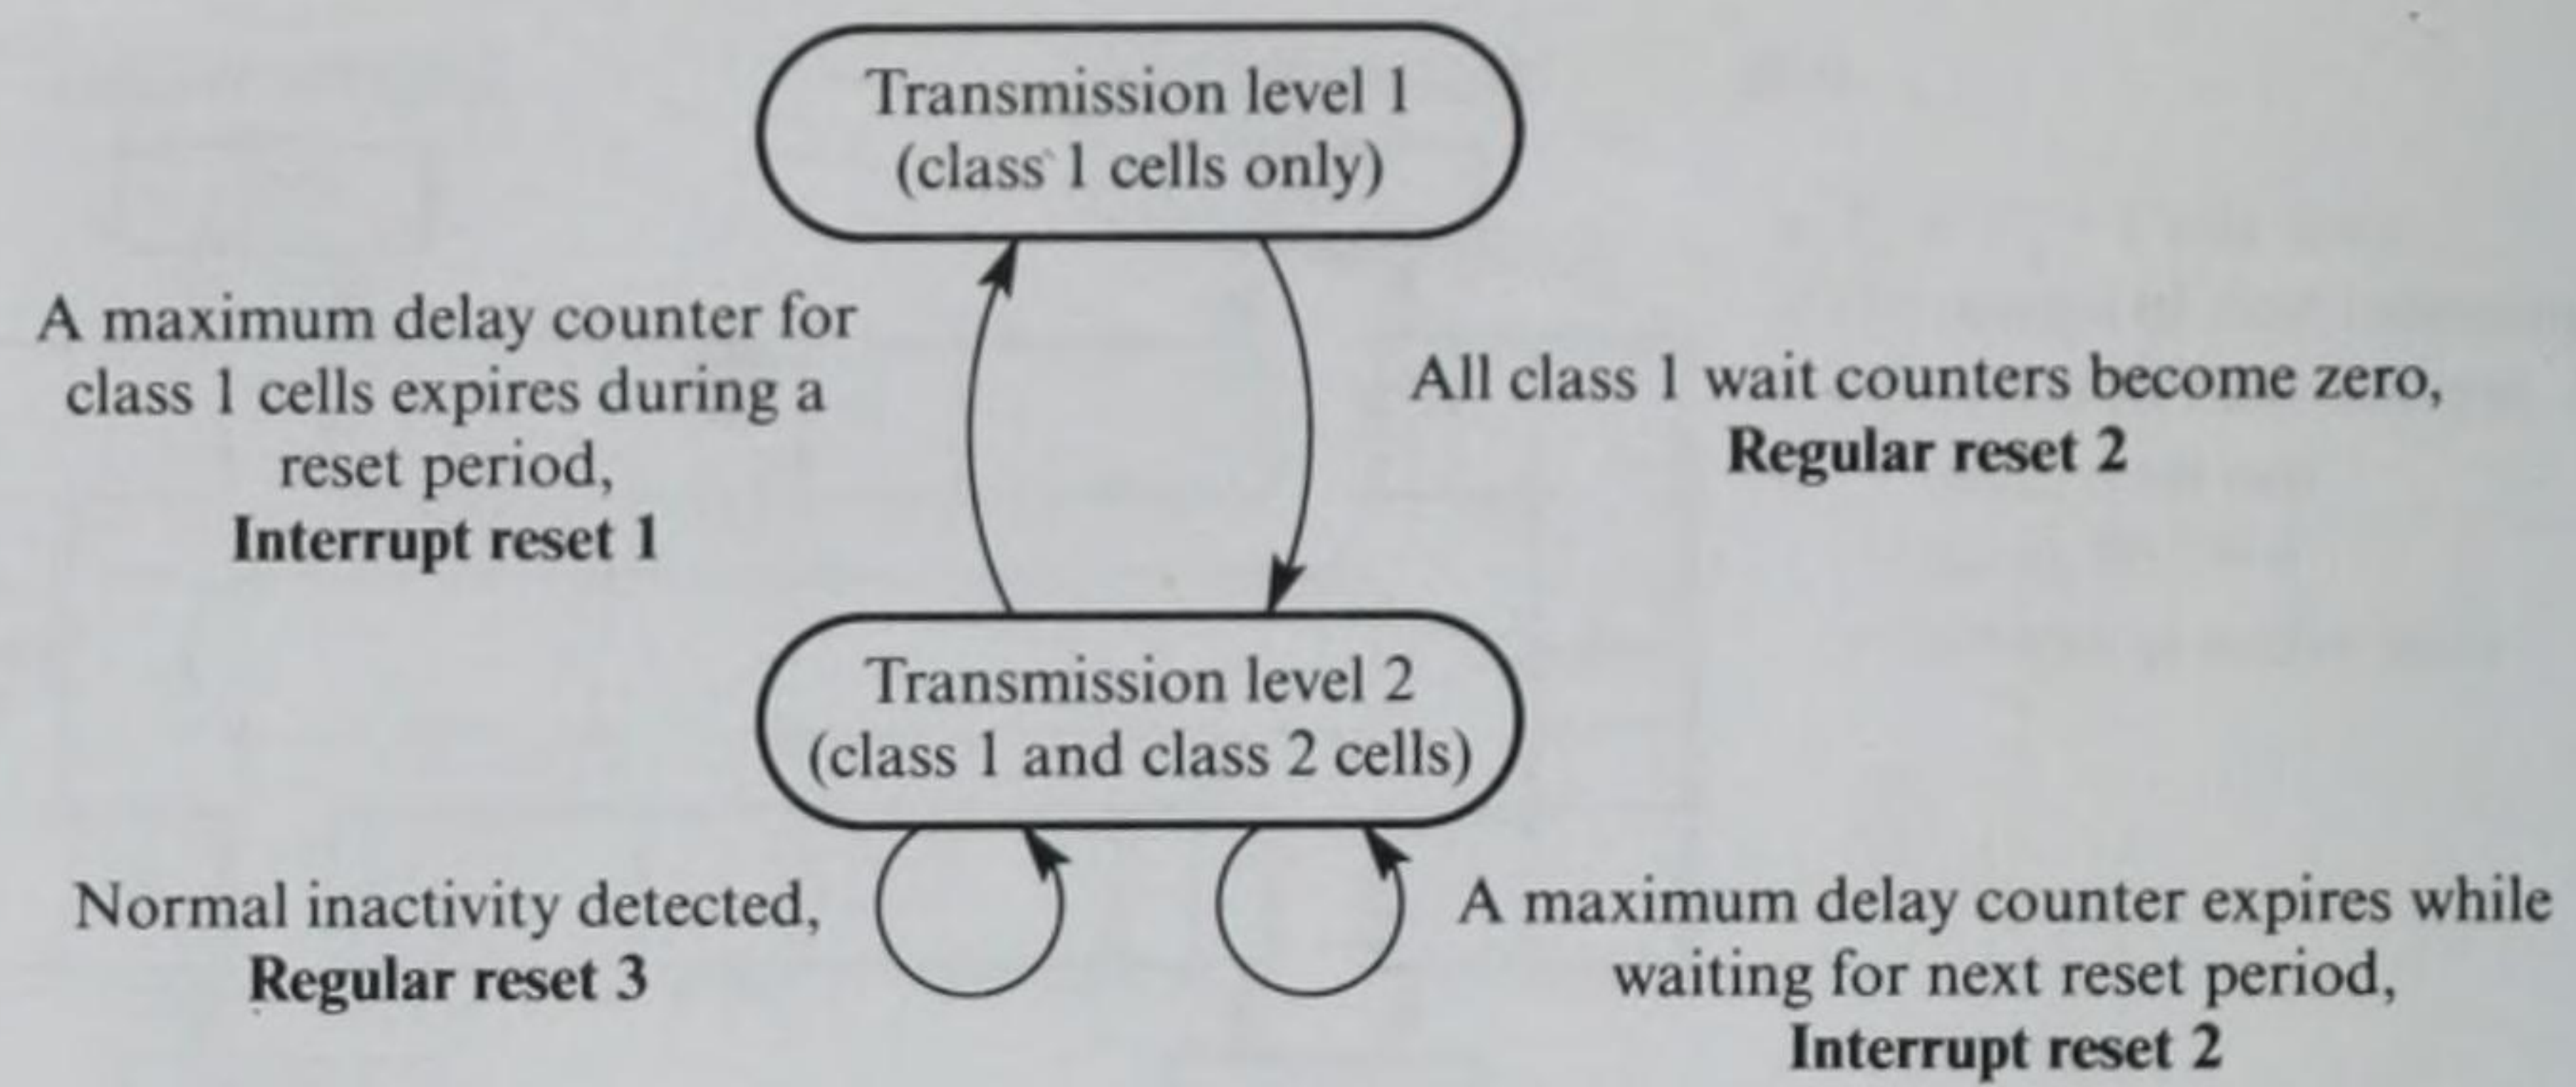 Transmission level 1
(class 1 cells only)
A maximum delay counter for
class 1 cells expires during a
reset period,
Interrupt reset 1
All class 1 wait counters become zero,
Regular reset 2
Transmission level 2
(class 1 and class 2 cells)
Normal inactivity detected,
Regular reset 3
A maximum delay counter expires while
waiting for next reset period,
Interrupt reset 2